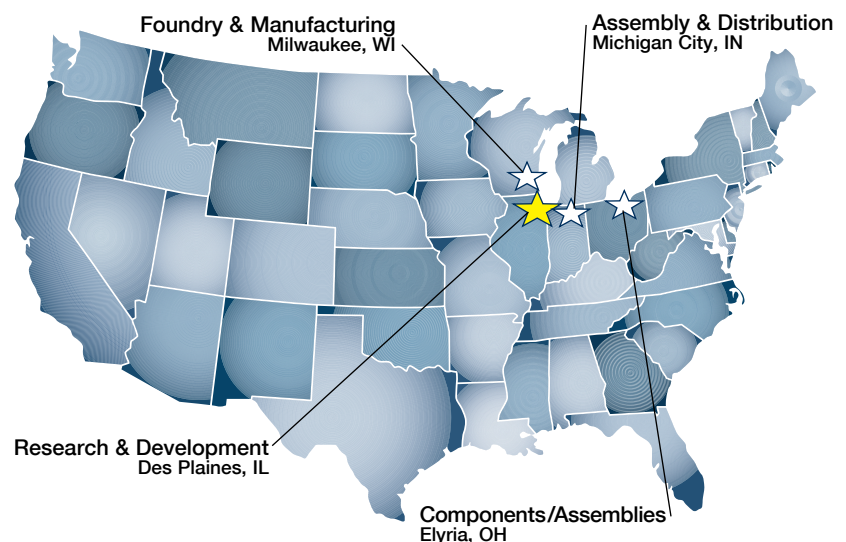 Foundry & Manufacturing
Milwaukee, WI
Assembly & Distribution
Michigan City, IN
Research & Development
Des Plaines, IL
Components/Assemblies
Elyria, OH